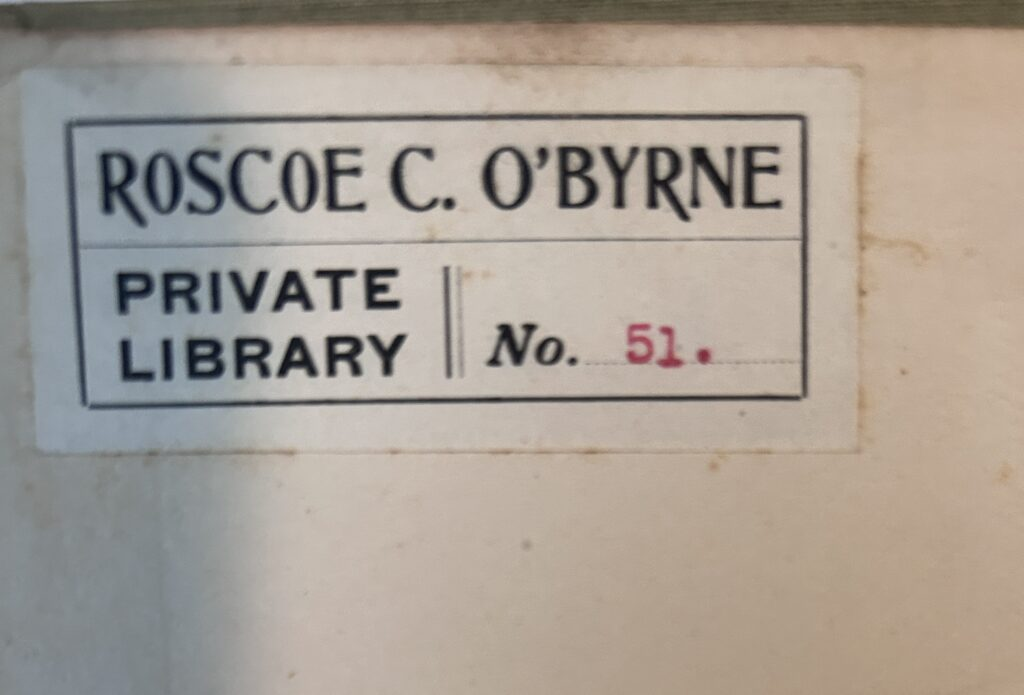 ROSCOE C. O'BYRNE
PRIVATE
LIBRARY
No. 51.